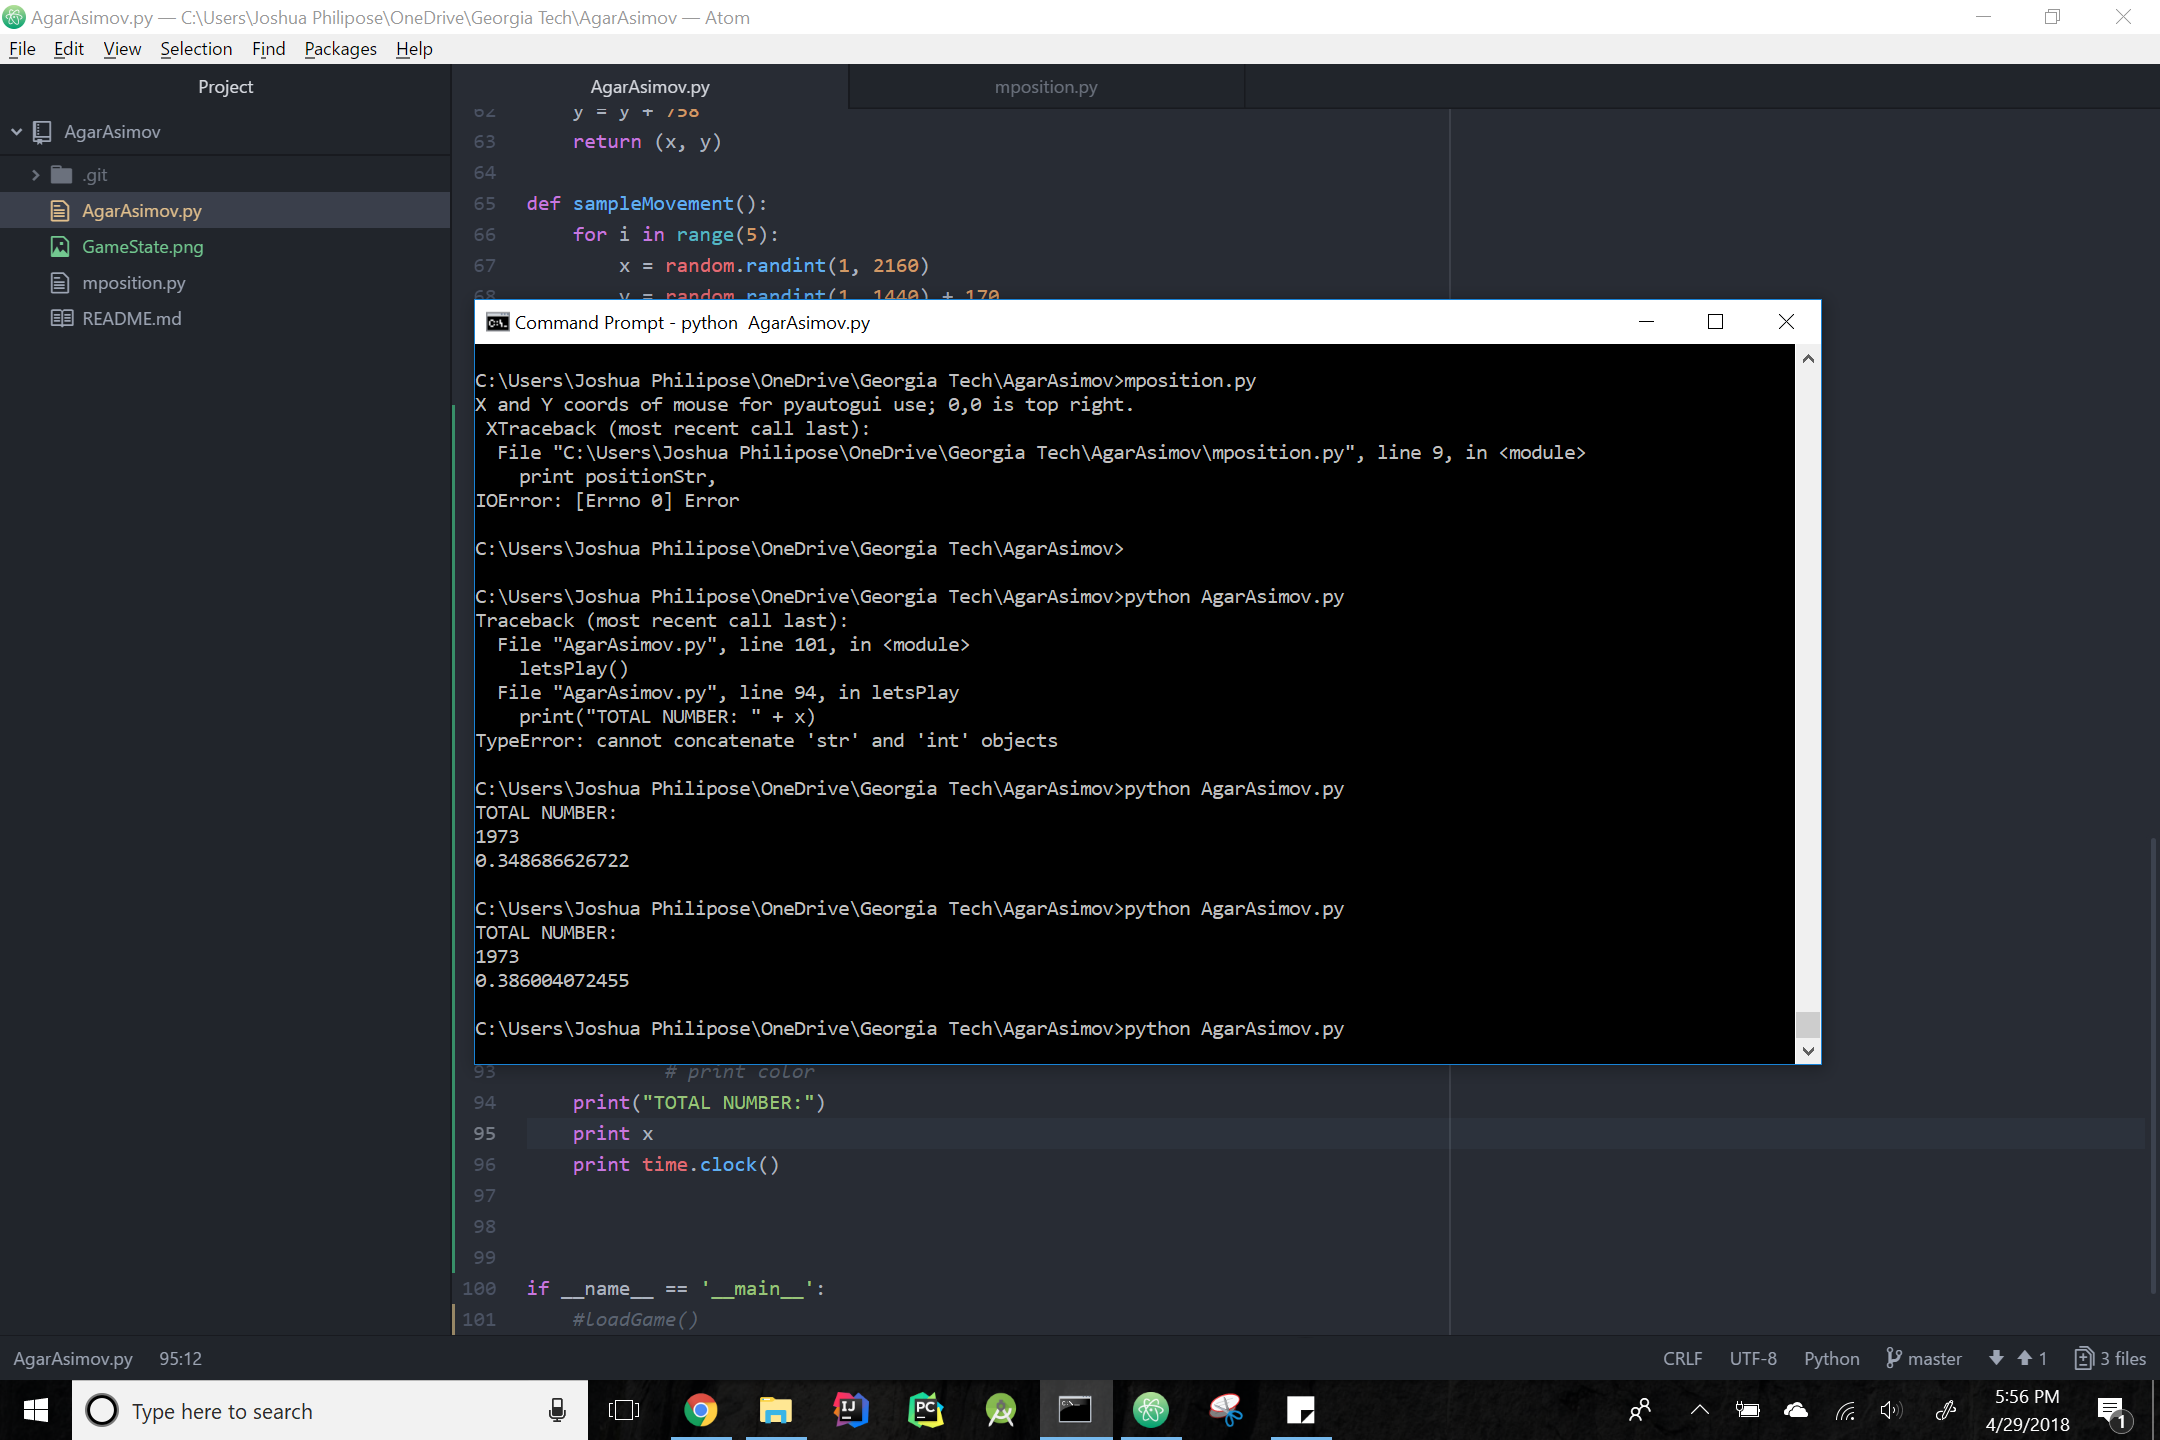 AgarAsimov.py — C:\Users\Joshua Philipose\OneDrive\Georgia Tech\AgarAsimov — Atom
File Edit View Selection Find Packages Help
Project
AgarAsimov
.git
AgarAsimov.py
GameState.png
mposition.py
README.md
AgarAsimov.py mposition.py
62 y = y + 758
63 return (x, y)
64
65 def sampleMovement():
66 for i in range(5):
67 x = random.randint(1, 2160)
68 y = random.randint(1, 1440) + 170
Command Prompt - python  AgarAsimov.py
C:\Users\Joshua Philipose\OneDrive\Georgia Tech\AgarAsimov>mposition.py
X and Y coords of mouse for pyautogui use; 0,0 is top right.
XTraceback (most recent call last):
File "C:\Users\Joshua Philipose\OneDrive\Georgia Tech\AgarAsimov\mposition.py", line 9, in <module>
print positionStr,
IOError: [Errno 0] Error
C:\Users\Joshua Philipose\OneDrive\Georgia Tech\AgarAsimov>
C:\Users\Joshua Philipose\OneDrive\Georgia Tech\AgarAsimov>python AgarAsimov.py
Traceback (most recent call last):
File "AgarAsimov.py", line 101, in <module>
letsPlay()
File "AgarAsimov.py", line 94, in letsPlay
print("TOTAL NUMBER: " + x)
TypeError: cannot concatenate 'str' and 'int' objects
C:\Users\Joshua Philipose\OneDrive\Georgia Tech\AgarAsimov>python AgarAsimov.py
TOTAL NUMBER:
1973
0.348686626722
C:\Users\Joshua Philipose\OneDrive\Georgia Tech\AgarAsimov>python AgarAsimov.py
TOTAL NUMBER:
1973
0.386004072455
C:\Users\Joshua Philipose\OneDrive\Georgia Tech\AgarAsimov>python AgarAsimov.py
93 # print color
94 print("TOTAL NUMBER:")
95 print x
96 print time.clock()
97
98
99
100 if __name__ == '__main__':
101 #loadGame()
AgarAsimov.py 95:12 CRLF UTF-8 Python master 1 3 files
Type here to search
5:56 PM
4/29/2018
1